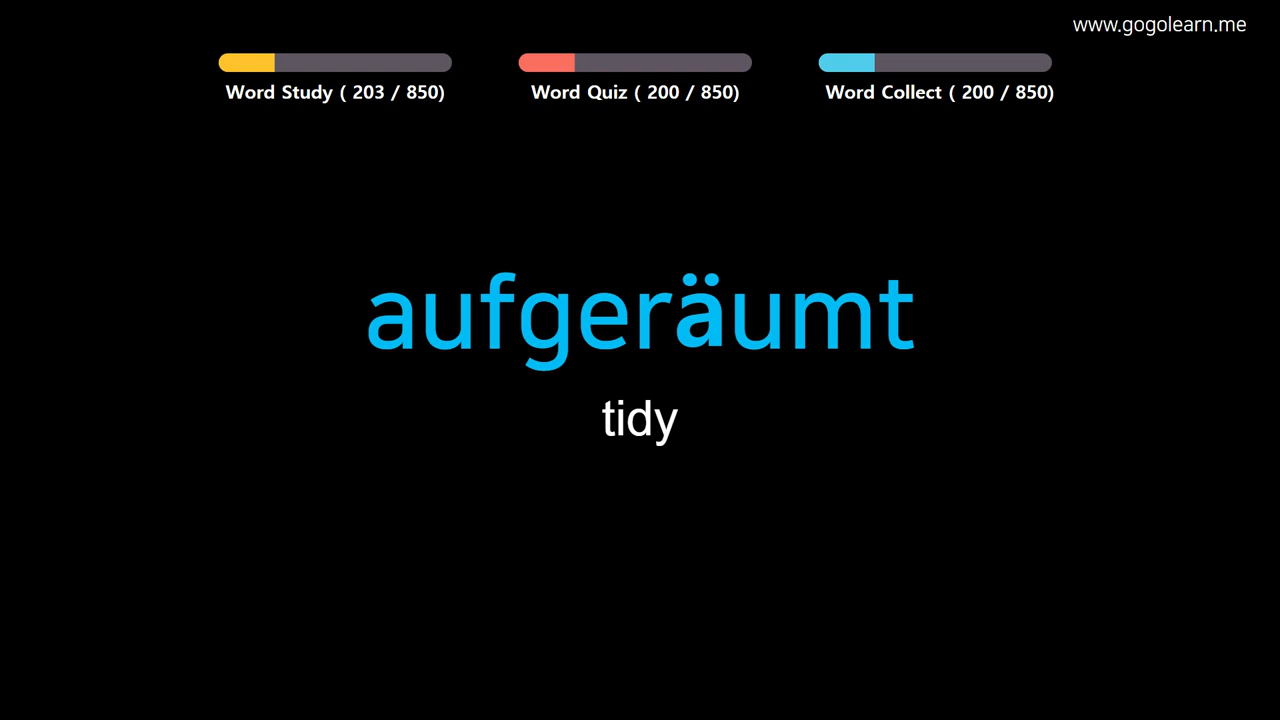 www.gogolearn.me
Word Study ( 203 / 850)
Word Quiz ( 200 / 850)
Word Collect ( 200 / 850)
aufgeräumt
tidy